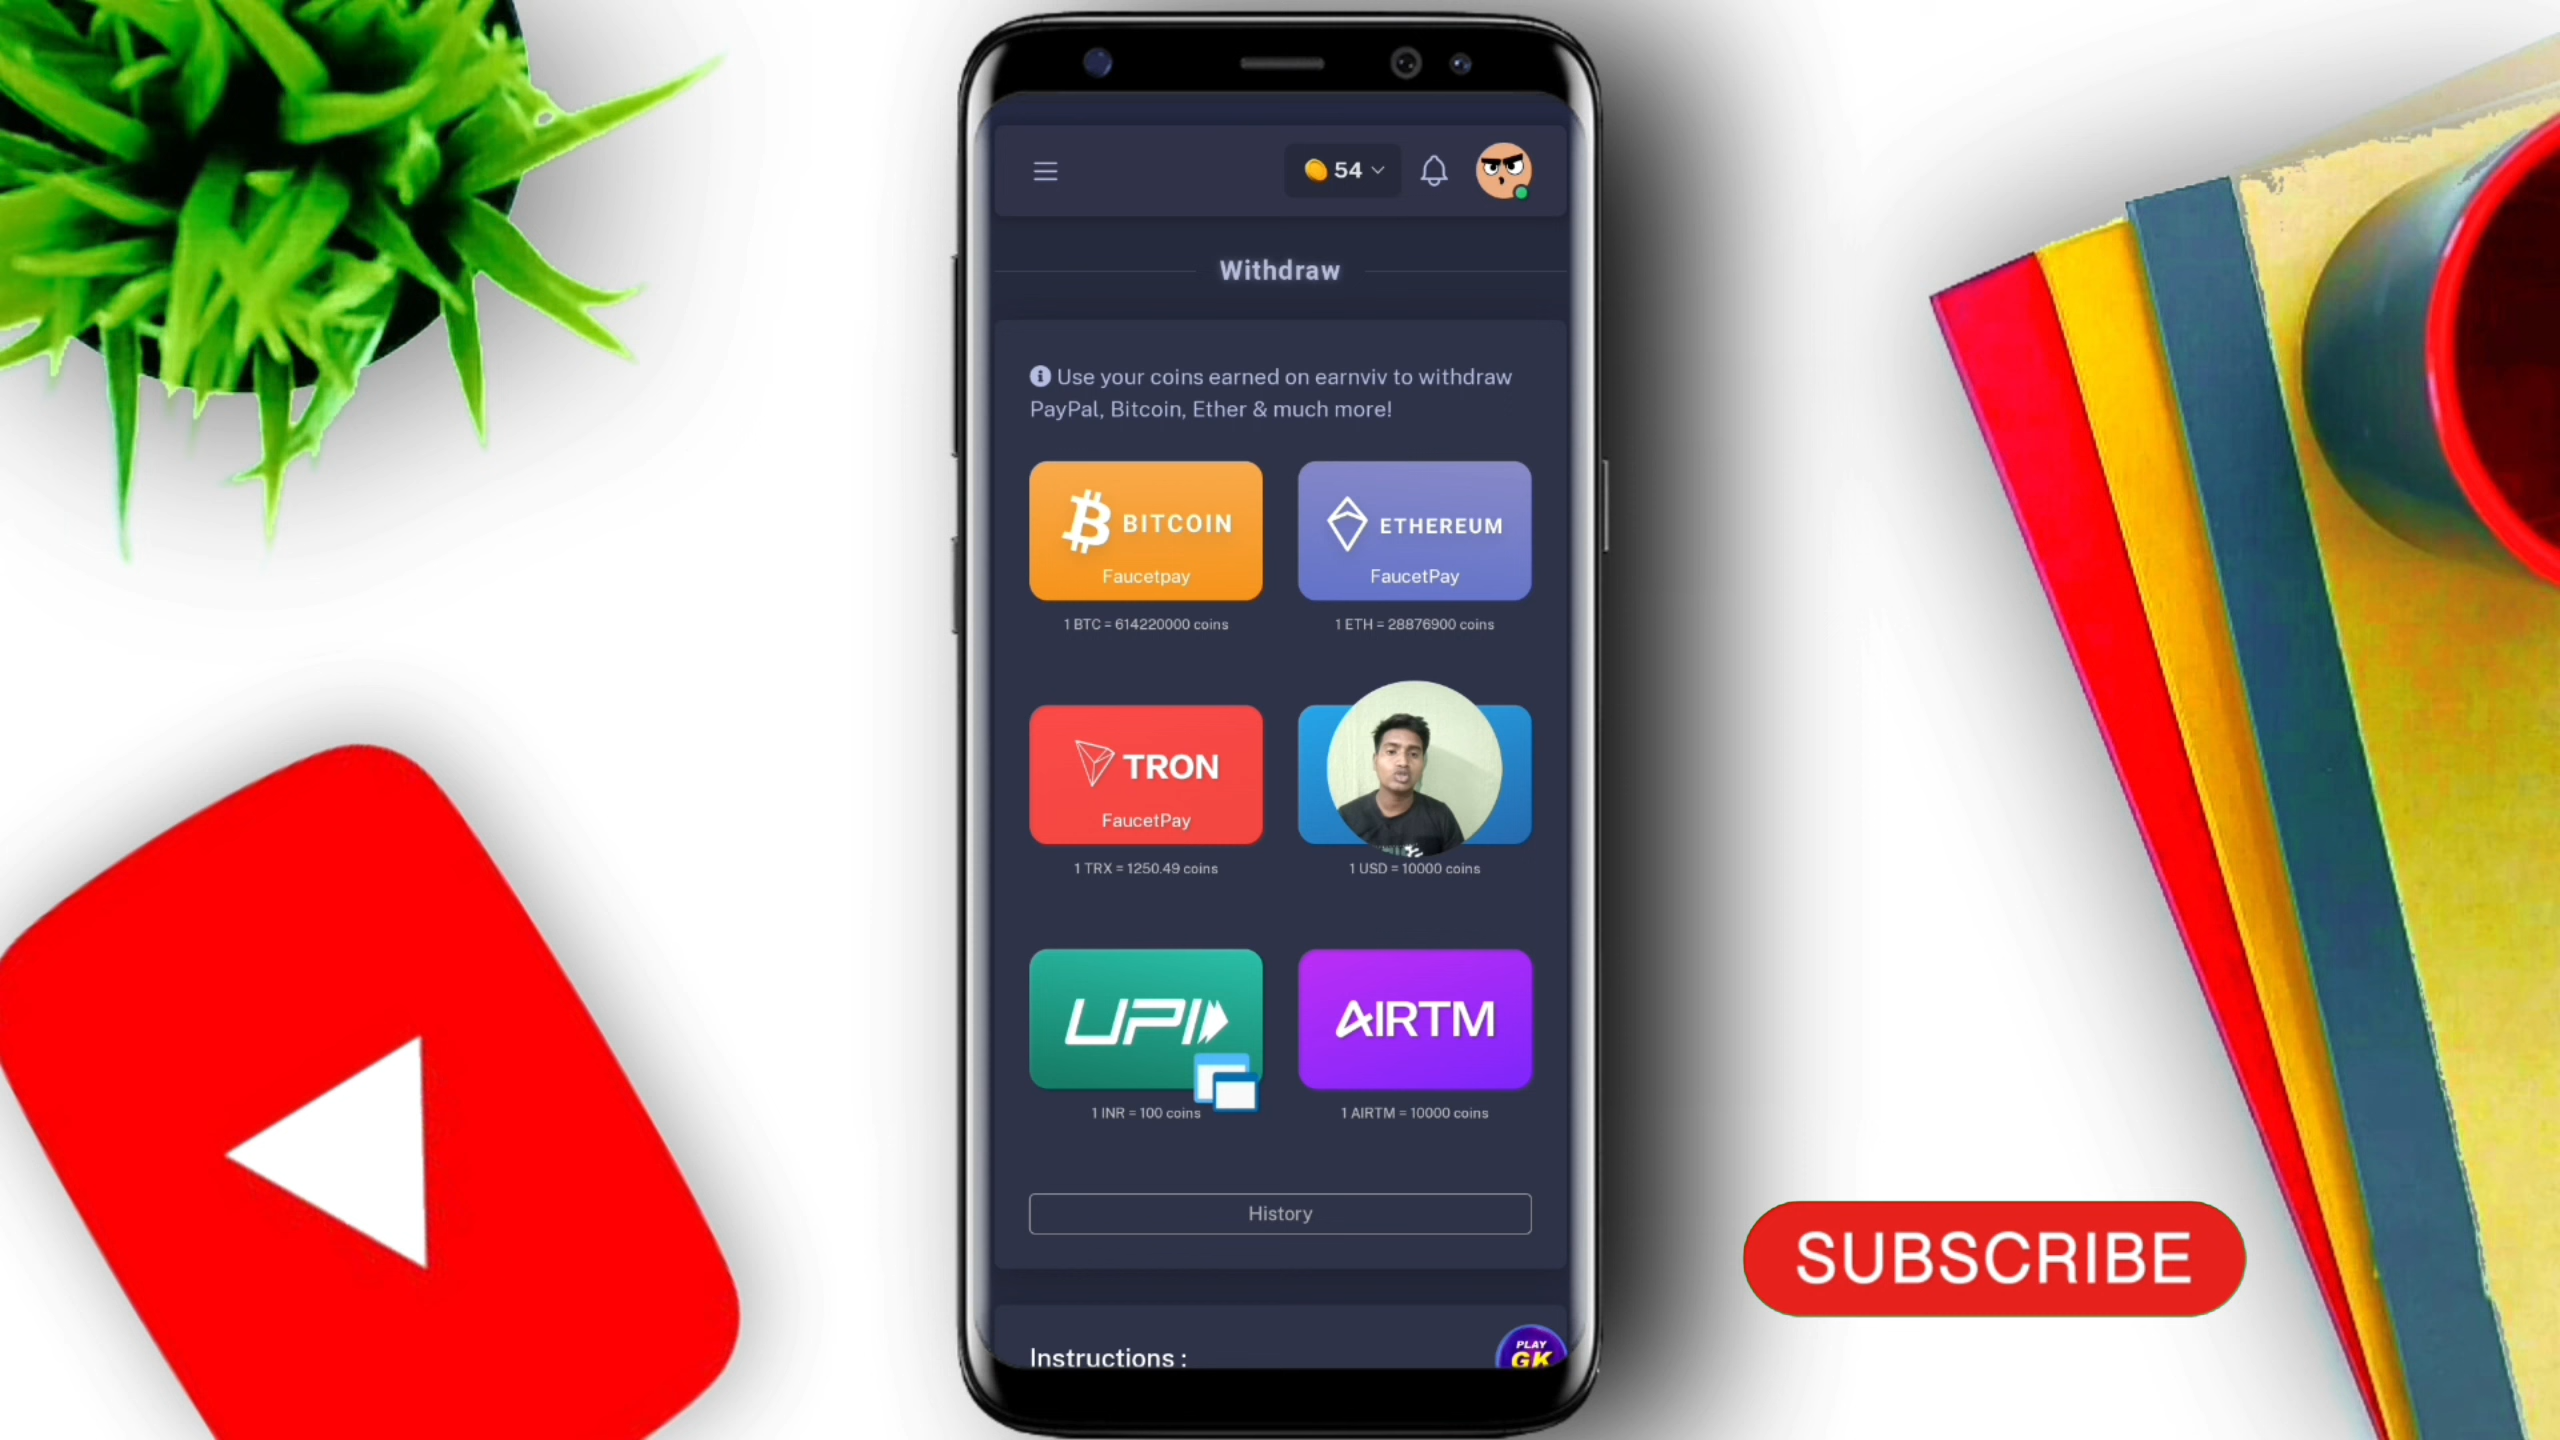 54
Withdraw
Use your coins earned on earnviv to withdraw
PayPal, Bitcoin, Ether & much more!
BITCOIN
Faucetpay
1 BTC = 614220000 coins
ETHEREUM
FaucetPay
1 ETH = 28876900 coins
TRON
FaucetPay
1 TRX = 1250.49 coins
1 USD = 10000 coins
UPI
1 INR = 100 coins
AIRTM
1 AIRTM = 10000 coins
History
Instructions :
PLAY
GK
SUBSCRIBE